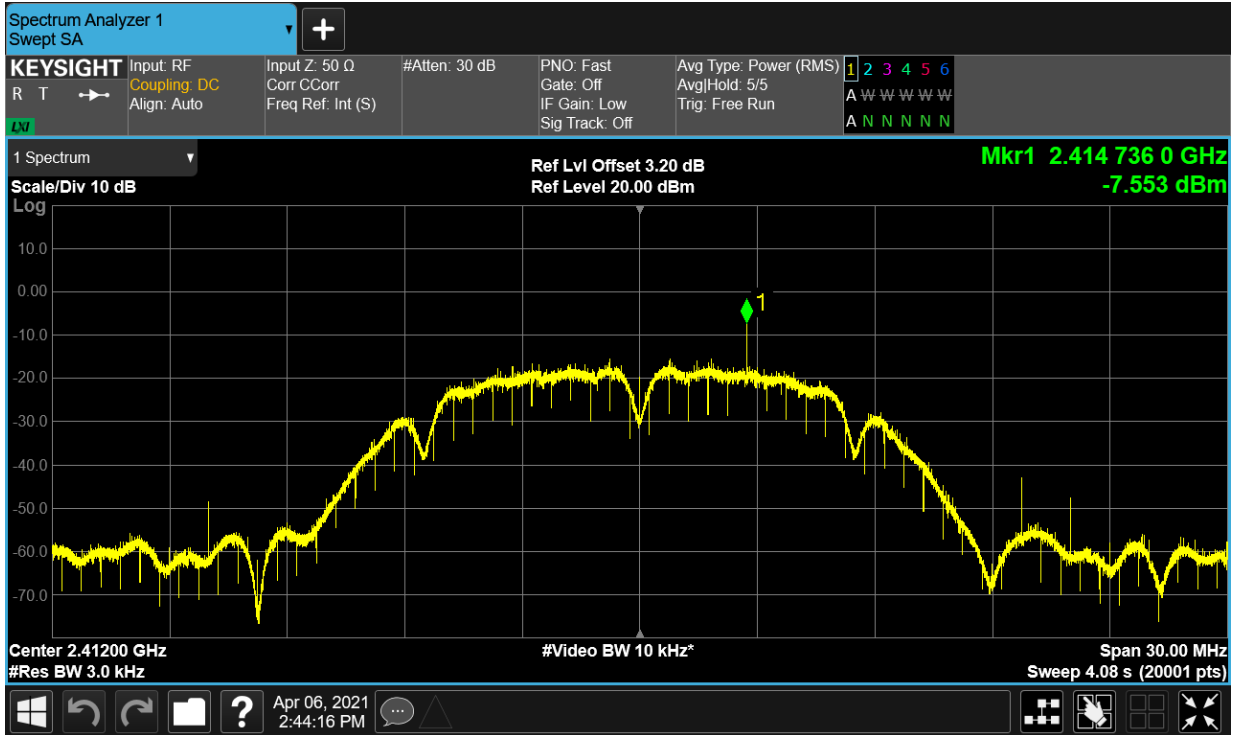 Spectrum Analyzer 1
Swept SA
+
KEYSIGHT
R T
LXI
Input: RF
Coupling: DC
Align: Auto
Input Z: 50 Ω
Corr CCorr
Freq Ref: Int (S)
#Atten: 30 dB
PNO: Fast
Gate: Off
IF Gain: Low
Sig Track: Off
Avg Type: Power (RMS)
Avg|Hold: 5/5
Trig: Free Run
1 2 3 4 5 6
A W W W W W
A N N N N N
1 Spectrum
Scale/Div 10 dB
Log
Ref Lvl Offset 3.20 dB
Ref Level 20.00 dBm
Mkr1 2.414 736 0 GHz
-7.553 dBm
10.0
0.00
1
-10.0
-20.0
-30.0
-40.0
-50.0
-60.0
-70.0
Center 2.41200 GHz
#Video BW 10 kHz*
Span 30.00 MHz
#Res BW 3.0 kHz
Sweep 4.08 s (20001 pts)
?
Apr 06, 2021
2:44:16 PM